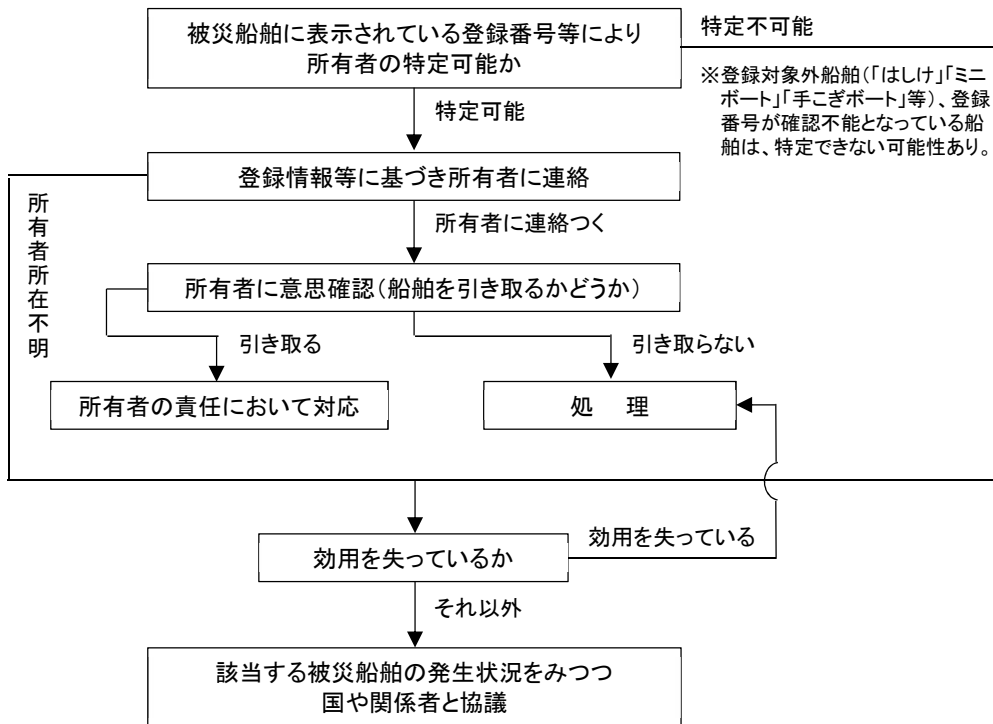 被災船舶に表示されている登録番号等により
所有者の特定可能か
特定不可能
※登録対象外船舶(「はしけ」「ミニ
ボート」「手こぎボート」等)、登録
番号が確認不能となっている船
舶は、特定できない可能性あり。
特定可能
登録情報等に基づき所有者に連絡
所有者所在不明
所有者に連絡つく
所有者に意思確認(船舶を引き取るかどうか)
引き取る
引き取らない
所有者の責任において対応
処 理
効用を失っているか
効用を失っている
それ以外
該当する被災船舶の発生状況をみつつ
国や関係者と協議